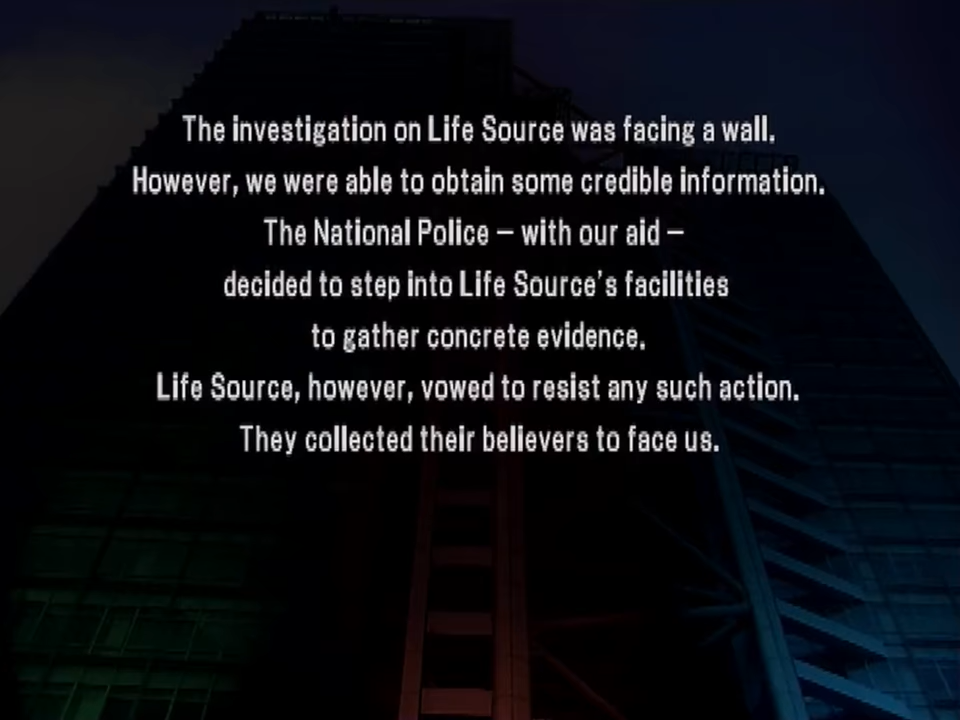 The investigation on Life Source was facing a wall.
However, we were able to obtain some credible information.
The National Police – with our aid –
decided to step into Life Source's facilities
to gather concrete evidence.
Life Source, however, vowed to resist any such action.
They collected their believers to face us.